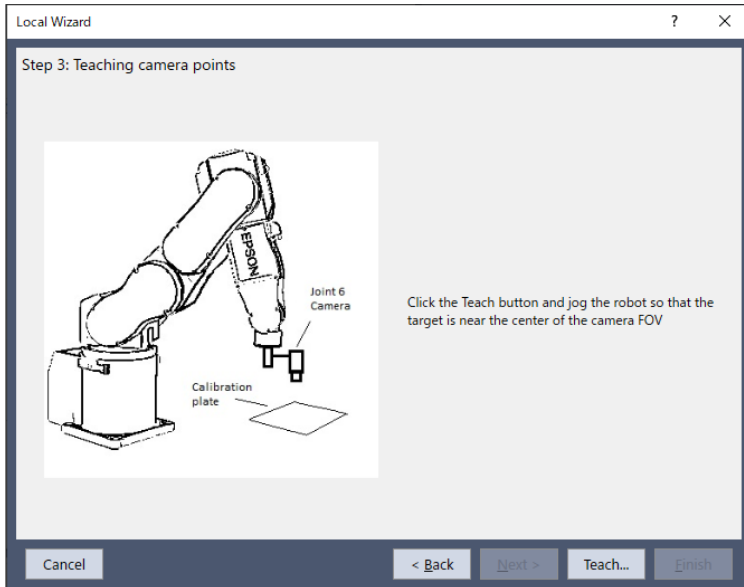 Local Wizard
?
Step 3: Teaching camera points
EPSON
Joint 6
Camera
Calibration
plate
Click the Teach button and jog the robot so that the
target is near the center of the camera FOV
Cancel
< Back
Next >
Teach...
Finish